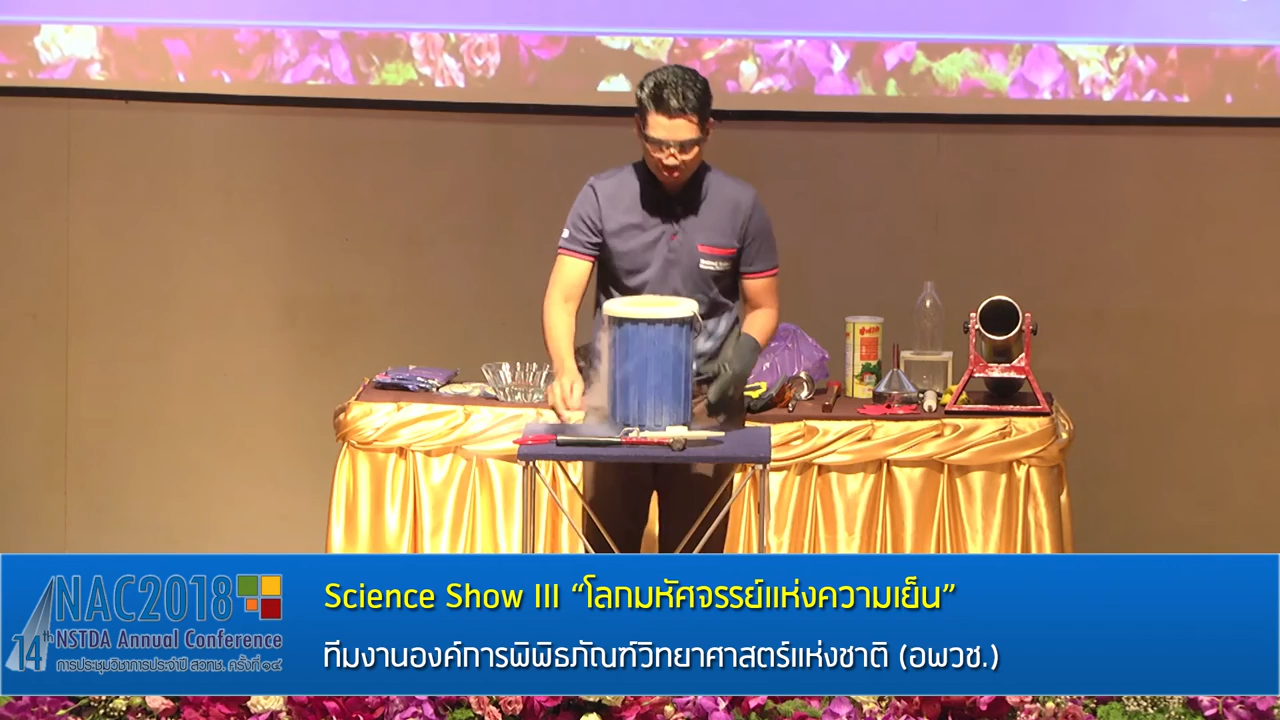 Science Show III “โลกมหัศจรรย์แห่งความเย็น”
ทีมงานองค์การพิพิธภัณฑ์วิทยาศาสตร์แห่งชาติ (อพวช.)
NAC2018
14th NSTDA Annual Conference
การประชุมวิชาการประจำปี สวทช. ครั้งที่ ๑๔